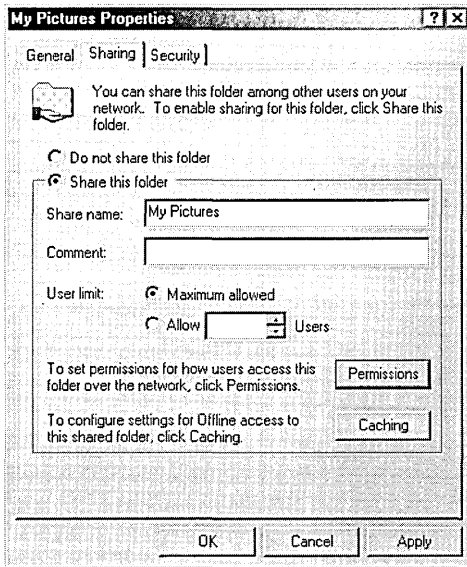 My Pictures Properties
General Sharing Security
You can share this folder among other users on your
network. To enable sharing for this folder, click Share this
folder.
Do not share this folder
Share this folder
Share name: My Pictures
Comment:
User limit: Maximum allowed
Allow Users
To set permissions for how users access this
folder over the network, click Permissions.
Permissions
To configure settings for Offline access to
this shared folder, click Caching.
Caching
OK Cancel Apply